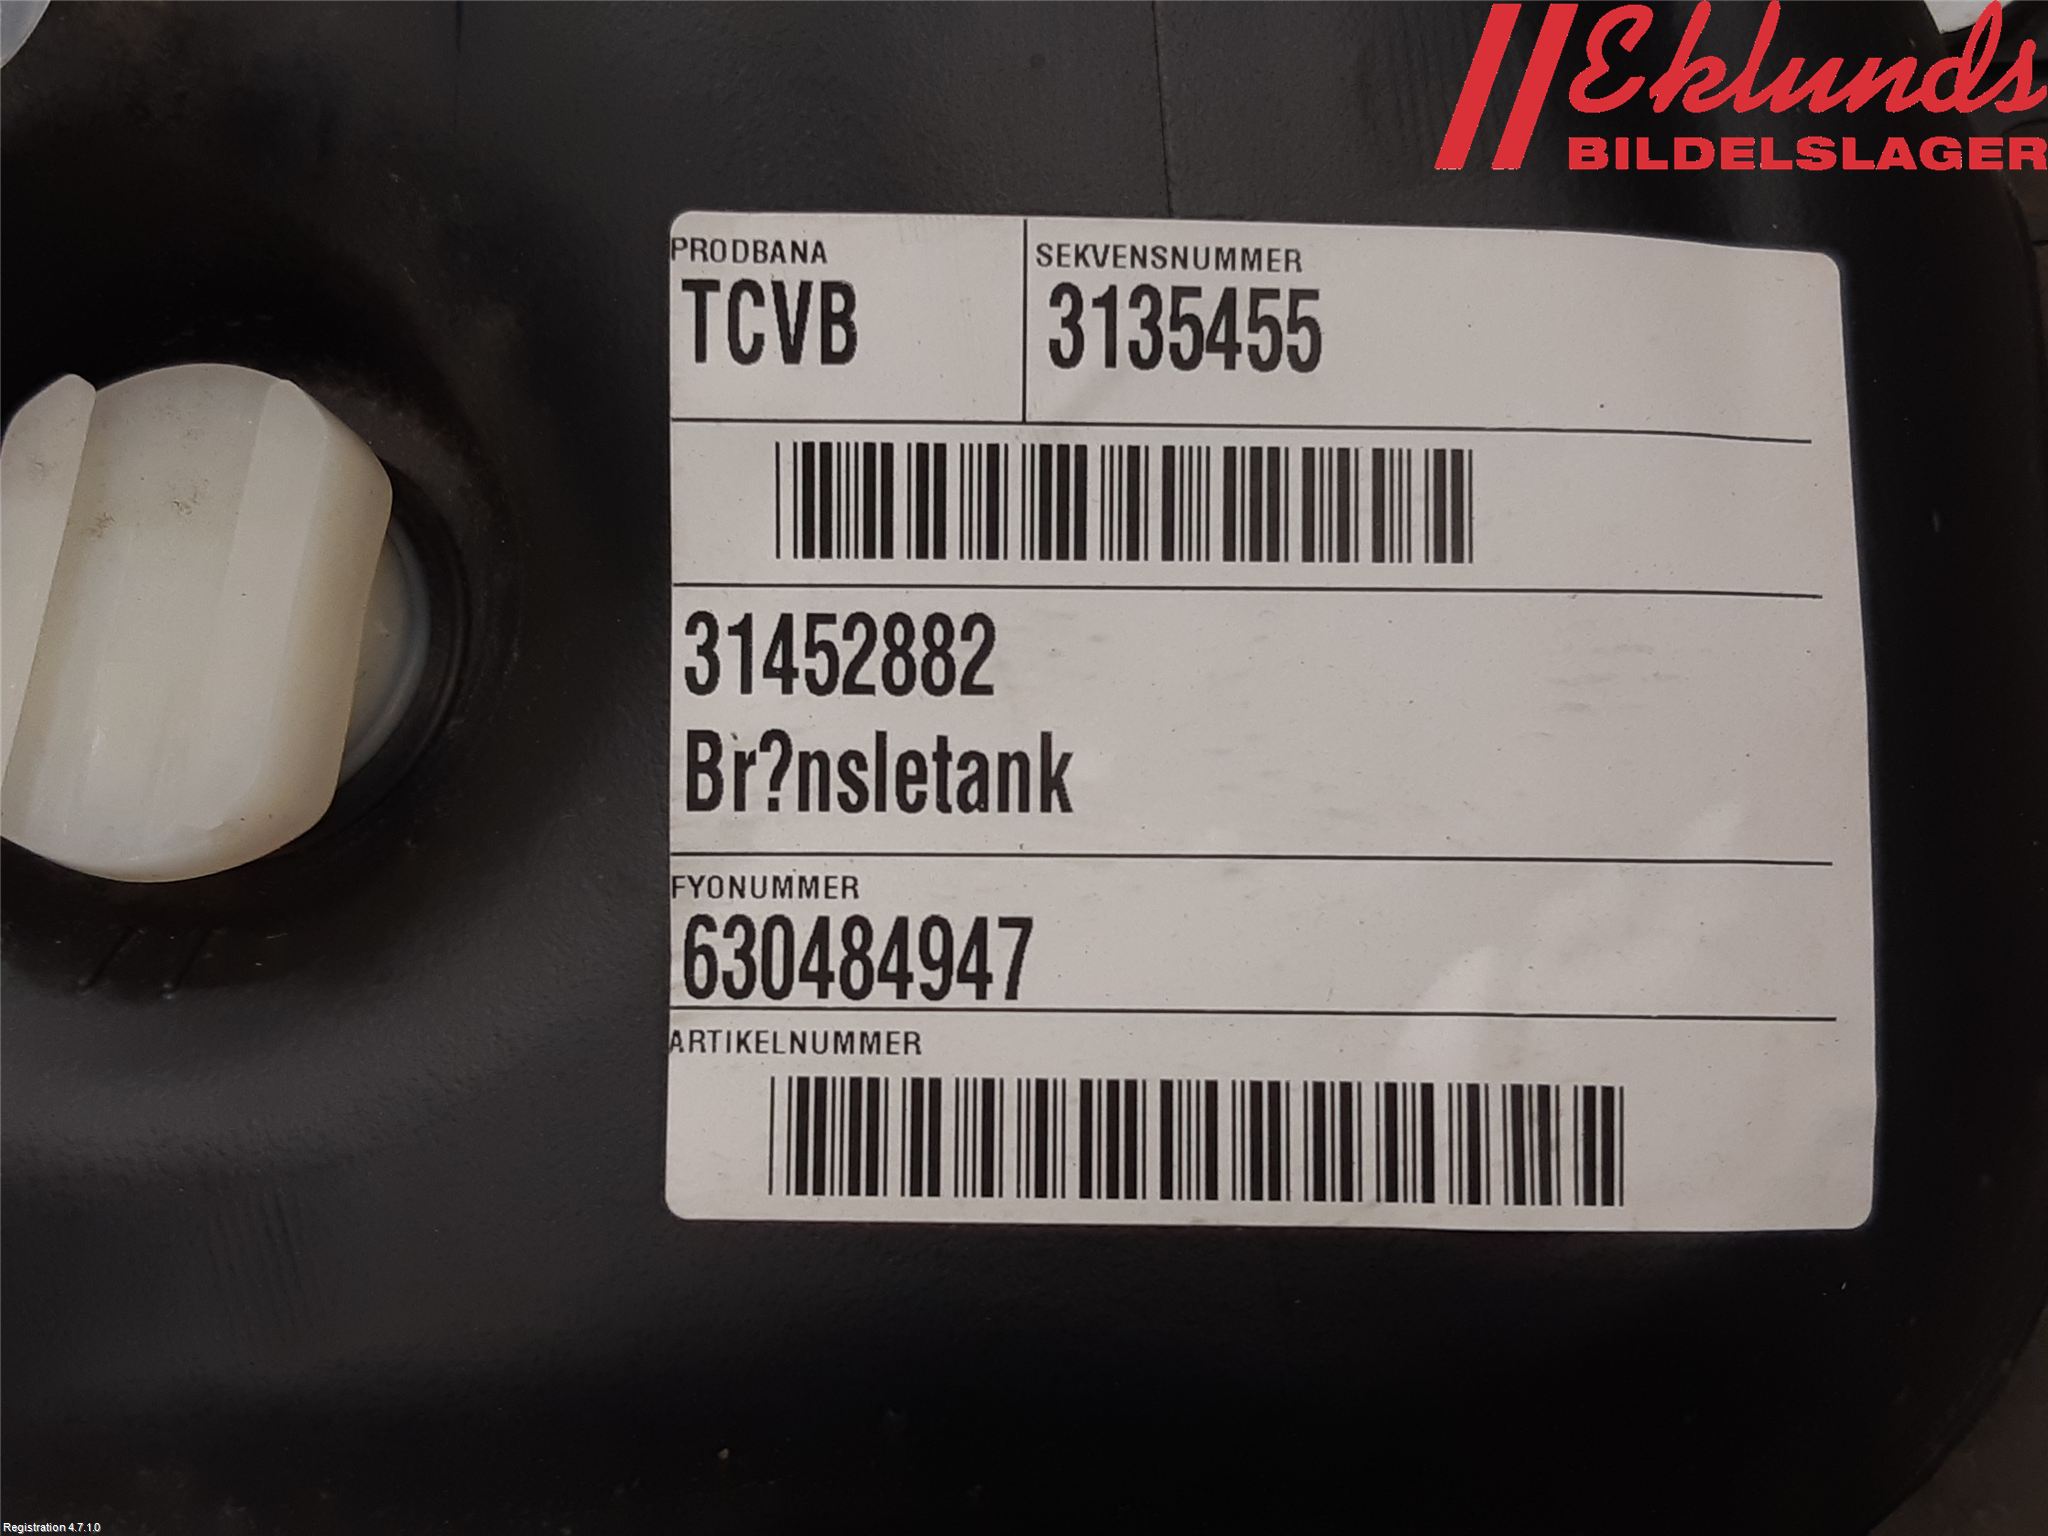 Eklunds
BILDELSLAGER
PRODBANA
TCVB
SEKVENSNUMMER
3135455
31452882
Br?nsletank
FYONUMMER
630484947
ARTIKELNUMMER
Registration 4.7.1.0